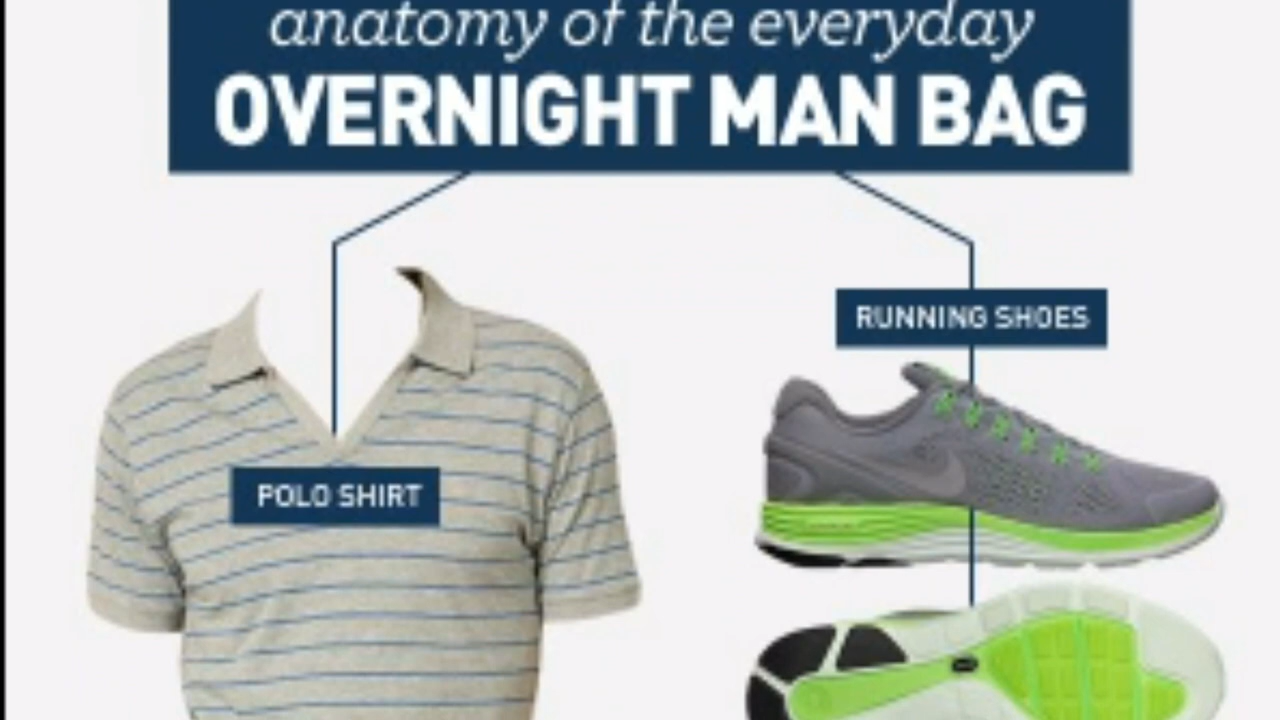 anatomy of the everyday
OVERNIGHT MAN BAG
RUNNING SHOES
POLO SHIRT